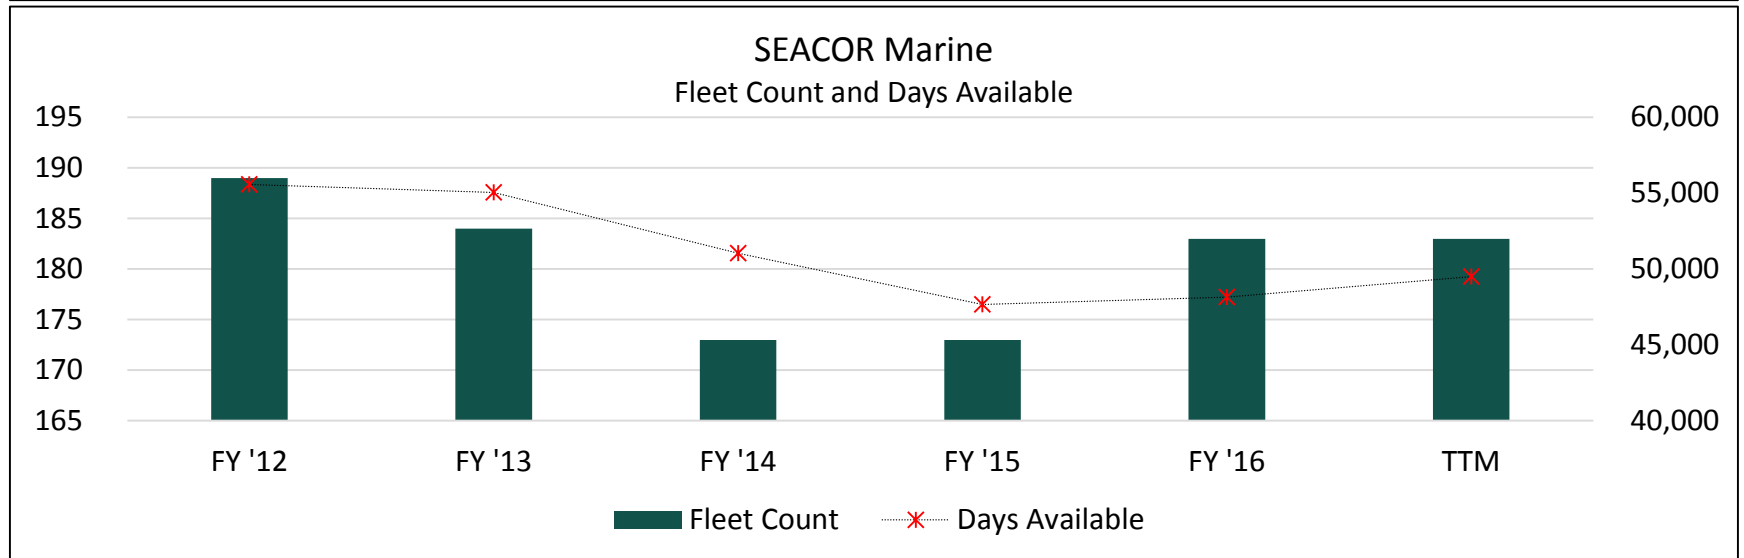 SEACOR Marine
Fleet Count and Days Available
195 60,000
190 55,000
185
180 50,000
175
170 45,000
165 40,000
FY '12 FY '13 FY '14 FY '15 FY '16 TTM
Fleet Count Days Available